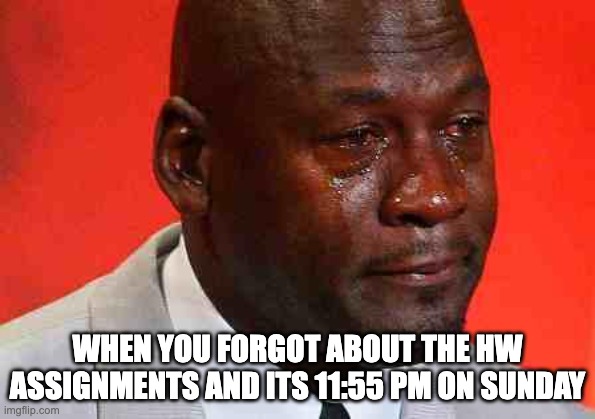 WHEN YOU FORGOT ABOUT THE HW
ASSIGNMENTS AND ITS 11:55 PM ON SUNDAY
imgflip.com